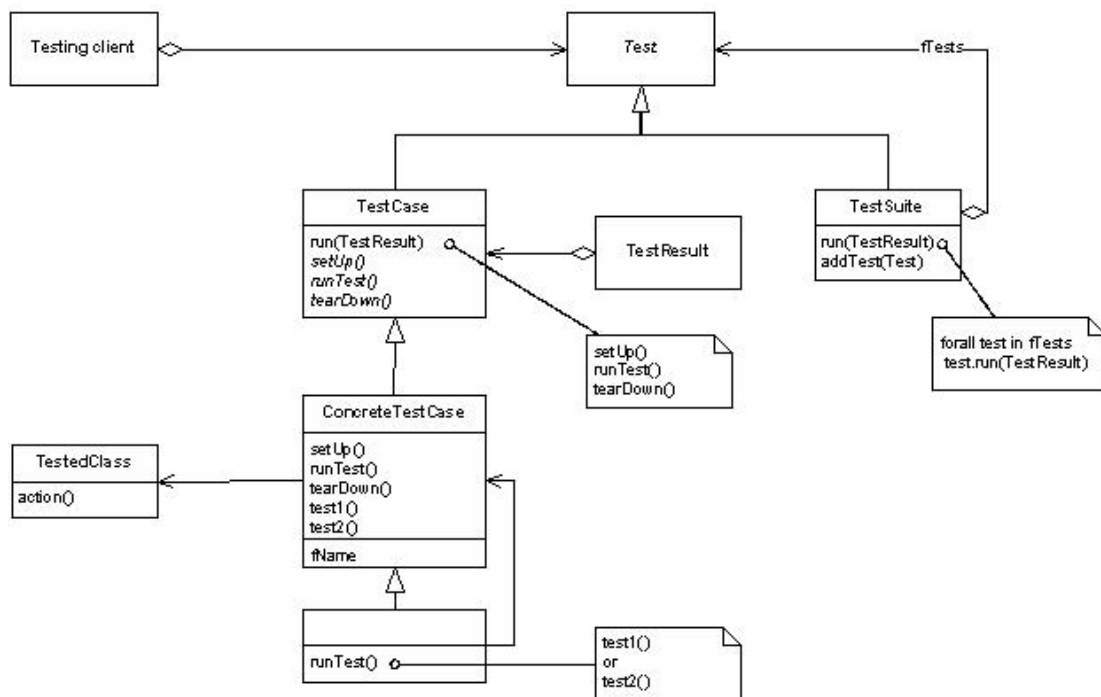 Testing client
Test
fTests
TestCase
run(TestResult)
setUp()
runTest()
tearDown()
TestResult
TestSuite
run(TestResult)
addTest(Test)
setUp()
runTest()
tearDown()
forall test in fTests
test.run(TestResult)
ConcreteTestCase
setUp()
runTest()
tearDown()
test1()
test2()
fName
TestedClass
action()
runTest()
test1()
or
test2()